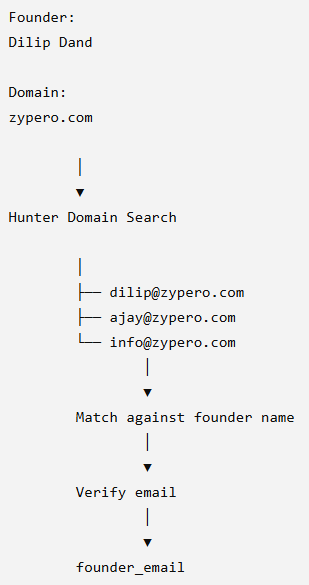 Founder:
Dilip Dand
Domain:
zypero.com
│
▼
Hunter Domain Search
│
├── dilip@zypero.com
├── ajay@zypero.com
└── info@zypero.com
│
▼
Match against founder name
│
▼
Verify email
│
▼
founder_email